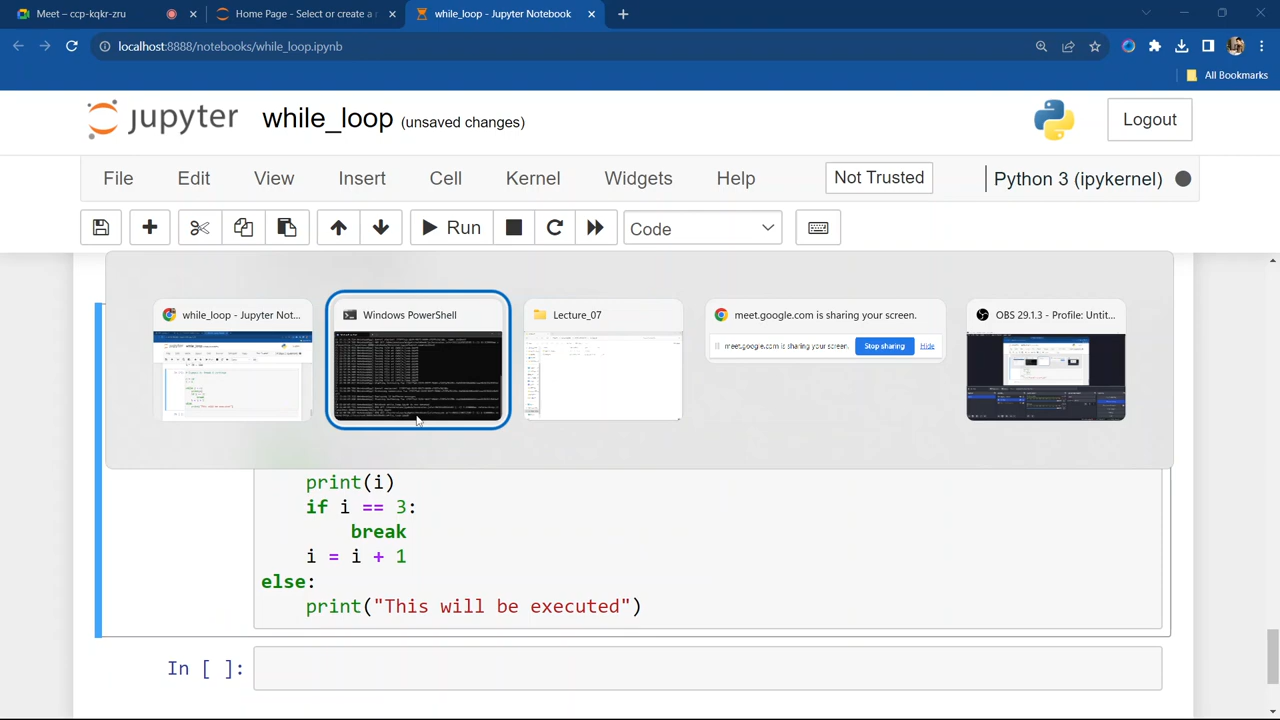 Meet – ccp-kqkr-zru
Home Page - Select or create a
while_loop - Jupyter Notebook
localhost:8888/notebooks/while_loop.ipynb
All Bookmarks
jupyter while_loop (unsaved changes)
Logout
File Edit View Insert Cell Kernel Widgets Help
Not Trusted
Python 3 (ipykernel)
Run
Code
while_loop - Jupyter Not...
Windows PowerShell
Lecture_07
meet.google.com is sharing your screen.
OBS 29.1.3 - Profile: Untitled
Stop sharing
Hide
print(i)
if i == 3:
break
i = i + 1
else:
print("This will be executed")
In [ ]: